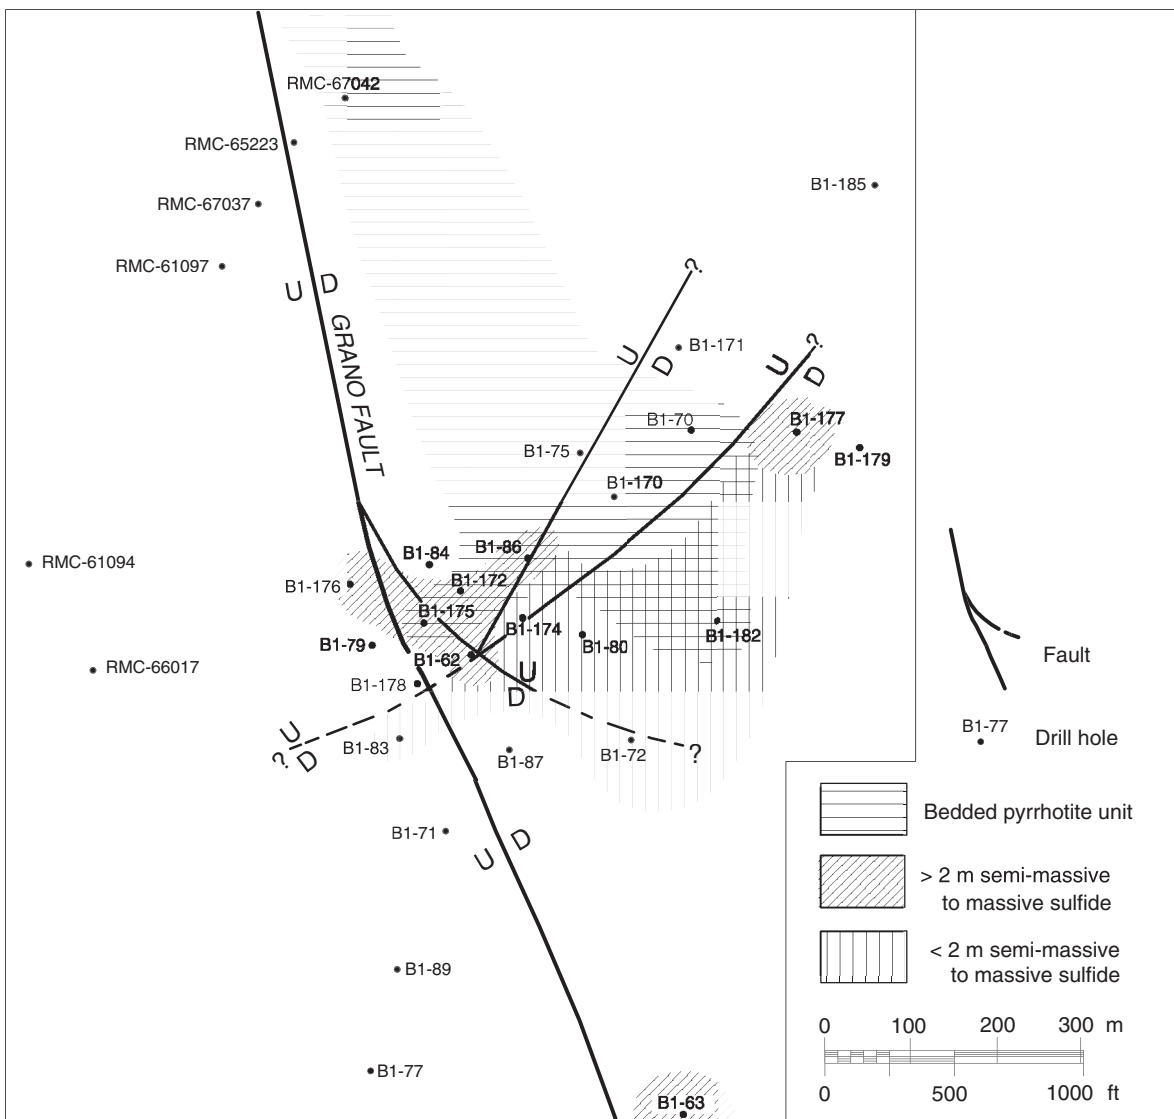 RMC-67042
RMC-65223
B1-185
RMC-67037
RMC-61097
?
U D
GRANO FAULT
U D
B1-171
?
U D
B1-70
B1-177
B1-75
B1-179
B1-170
B1-86
B1-84
RMC-61094
B1-176
B1-172
B1-175
B1-174
B1-182
B1-79
B1-80
B1-62
RMC-66017
B1-178
U
D
U
D
?
B1-83
B1-87
B1-72
?
B1-71
U D
B1-89
B1-77
B1-63
Fault
B1-77
Drill hole
Bedded pyrrhotite unit
> 2 m semi-massive
to massive sulfide
< 2 m semi-massive
to massive sulfide
0 100 200 300 m
0 500 1000 ft